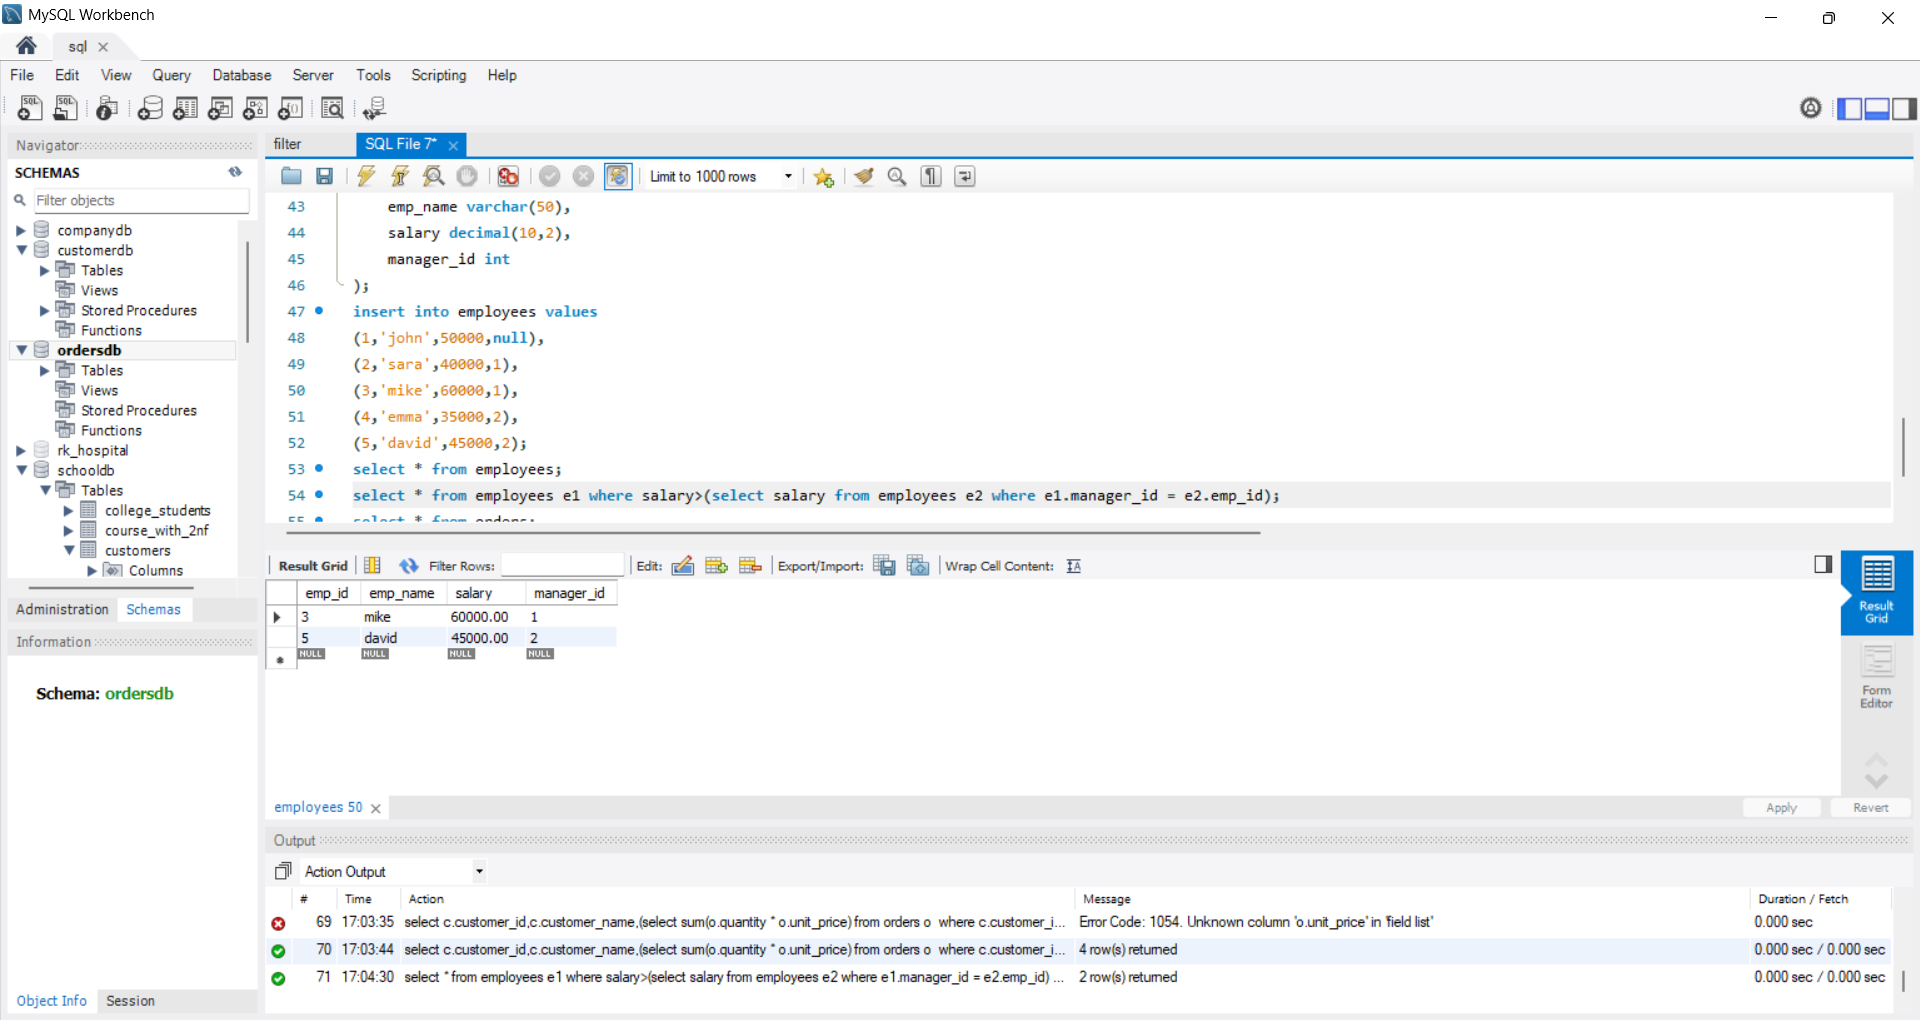 MySQL Workbench
sql
File Edit View Query Database Server Tools Scripting Help
Navigator
SCHEMAS
Filter objects
companydb
customerdb
Tables
Views
Stored Procedures
Functions
ordersdb
Tables
Views
Stored Procedures
Functions
rk_hospital
schooldb
Tables
college_students
course_with_2nf
customers
Columns
Administration Schemas
Information
Schema: ordersdb
Object Info Session
filter SQL File 7*
Limit to 1000 rows
43 emp_name varchar(50),
44 salary decimal(10,2),
45 manager_id int
46 );
47 insert into employees values
48 (1,'john',50000,null),
49 (2,'sara',40000,1),
50 (3,'mike',60000,1),
51 (4,'emma',35000,2),
52 (5,'david',45000,2);
53 select * from employees;
54 select * from employees e1 where salary>(select salary from employees e2 where e1.manager_id = e2.emp_id);
55 select * from orders;
Result Grid Filter Rows: Edit: Export/Import: Wrap Cell Content:
emp_id emp_name salary manager_id
3 mike 60000.00 1
5 david 45000.00 2
NULL NULL NULL NULL
Result Grid
Form Editor
employees 50
Apply Revert
Output
Action Output
# Time Action Message Duration / Fetch
69 17:03:35 select c.customer_id,c.customer_name,(select sum(o.quantity * o.unit_price) from orders o where c.customer_i... Error Code: 1054. Unknown column 'o.unit_price' in 'field list' 0.000 sec
70 17:03:44 select c.customer_id,c.customer_name,(select sum(o.quantity * o.unit_price) from orders o where c.customer_i... 4 row(s) returned 0.000 sec / 0.000 sec
71 17:04:30 select * from employees e1 where salary>(select salary from employees e2 where e1.manager_id = e2.emp_id) ... 2 row(s) returned 0.000 sec / 0.000 sec